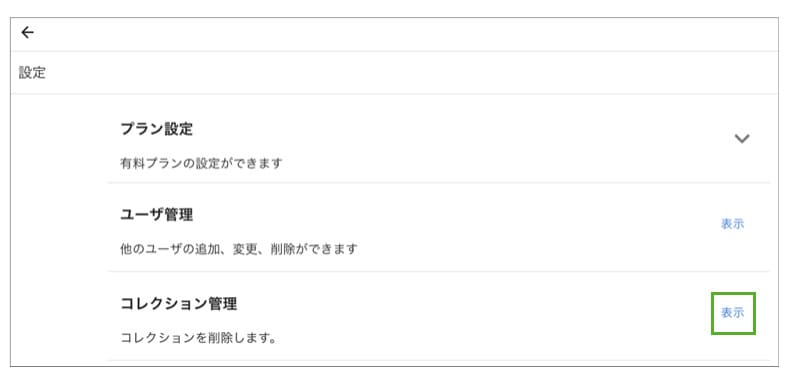 設定
プラン設定
有料プランの設定ができます
ユーザ管理
表示
他のユーザの追加、変更、削除ができます
コレクション管理
表示
コレクションを削除します。